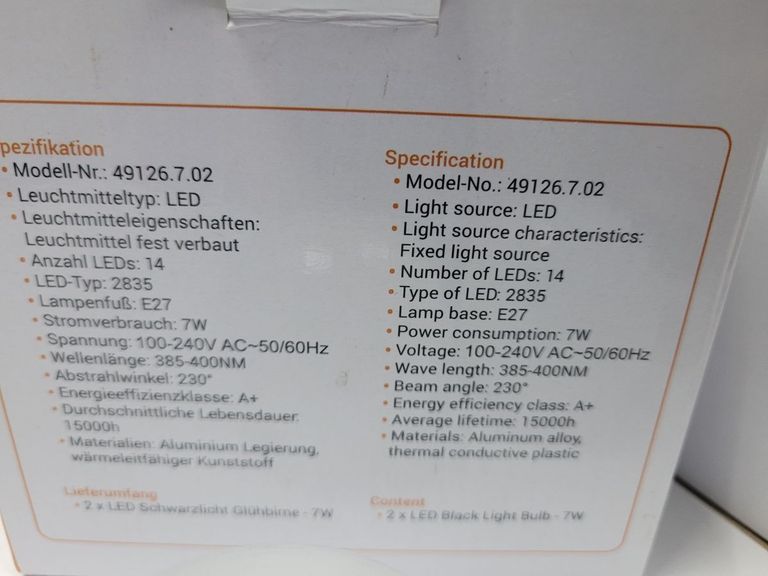 pezifikation
• Modell-Nr.: 49126.7.02
• Leuchtmitteltyp: LED
• Leuchtmitteleigenschaften:
Leuchtmittel fest verbaut
• Anzahl LEDs: 14
• LED-Typ: 2835
• Lampenfuß: E27
• Stromverbrauch: 7W
• Spannung: 100-240V AC~50/60Hz
• Wellenlänge: 385-400NM
• Abstrahlwinkel: 230°
• Energieeffizienzklasse: A+
• Durchschnittliche Lebensdauer:
15000h
• Materialien: Aluminium Legierung,
wärmeleitfähiger Kunststoff
Lieferumfang
• 2 x LED Schwarzlicht Glühbirne - 7W
Specification
• Model-No.: 49126.7.02
• Light source: LED
• Light source characteristics:
Fixed light source
• Number of LEDs: 14
• Type of LED: 2835
• Lamp base: E27
• Power consumption: 7W
• Voltage: 100-240V AC~50/60Hz
• Wave length: 385-400NM
• Beam angle: 230°
• Energy efficiency class: A+
• Average lifetime: 15000h
• Materials: Aluminum alloy,
thermal conductive plastic
Content
• 2 x LED Black Light Bulb - 7W